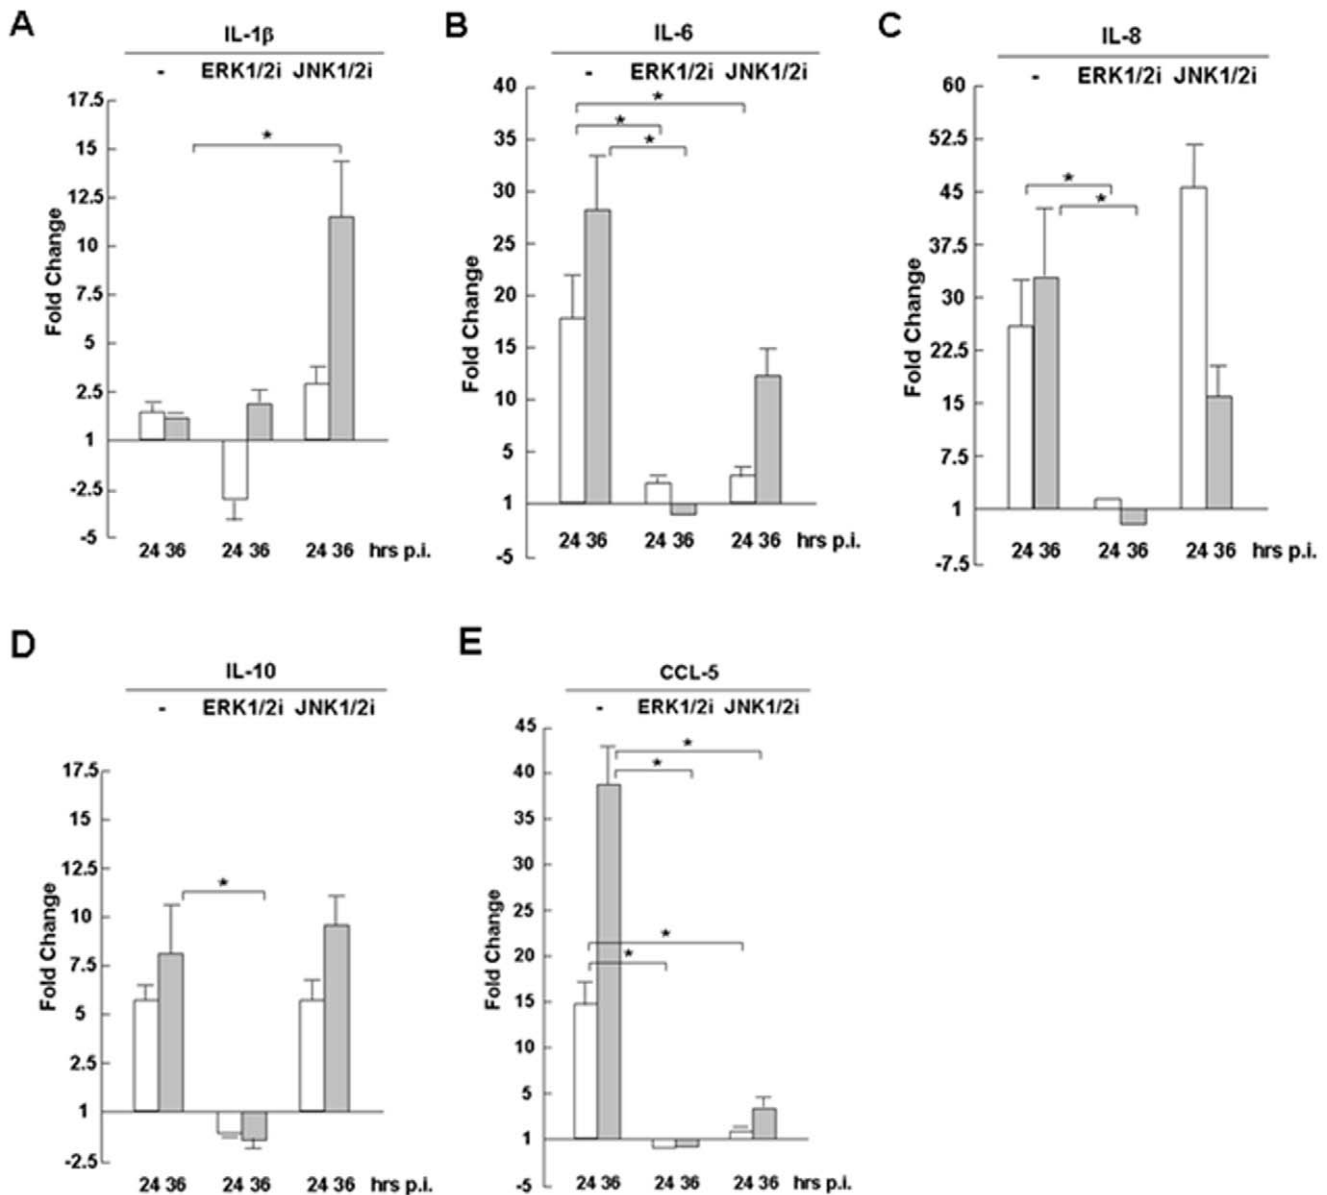 A
IL-1β
- ERK1/2i JNK1/2i
Fold Change
17.5
15
12.5
10
7.5
5
2.5
1
-2.5
-5
*
24 36 24 36 24 36 hrs p.i.
B
IL-6
- ERK1/2i JNK1/2i
Fold Change
40
35
30
25
20
15
10
5
1
-5
*
*
*
24 36 24 36 24 36 hrs p.i.
C
IL-8
- ERK1/2i JNK1/2i
Fold Change
60
52.5
45
37.5
30
22.5
15
7.5
1
-7.5
*
*
24 36 24 36 24 36 hrs p.i.
D
IL-10
- ERK1/2i JNK1/2i
Fold Change
17.5
15
12.5
10
7.5
5
2.5
1
-2.5
*
24 36 24 36 24 36 hrs p.i.
E
CCL-5
- ERK1/2i JNK1/2i
Fold Change
45
40
35
30
25
20
15
10
5
1
-5
*
*
*
*
24 36 24 36 24 36 hrs p.i.